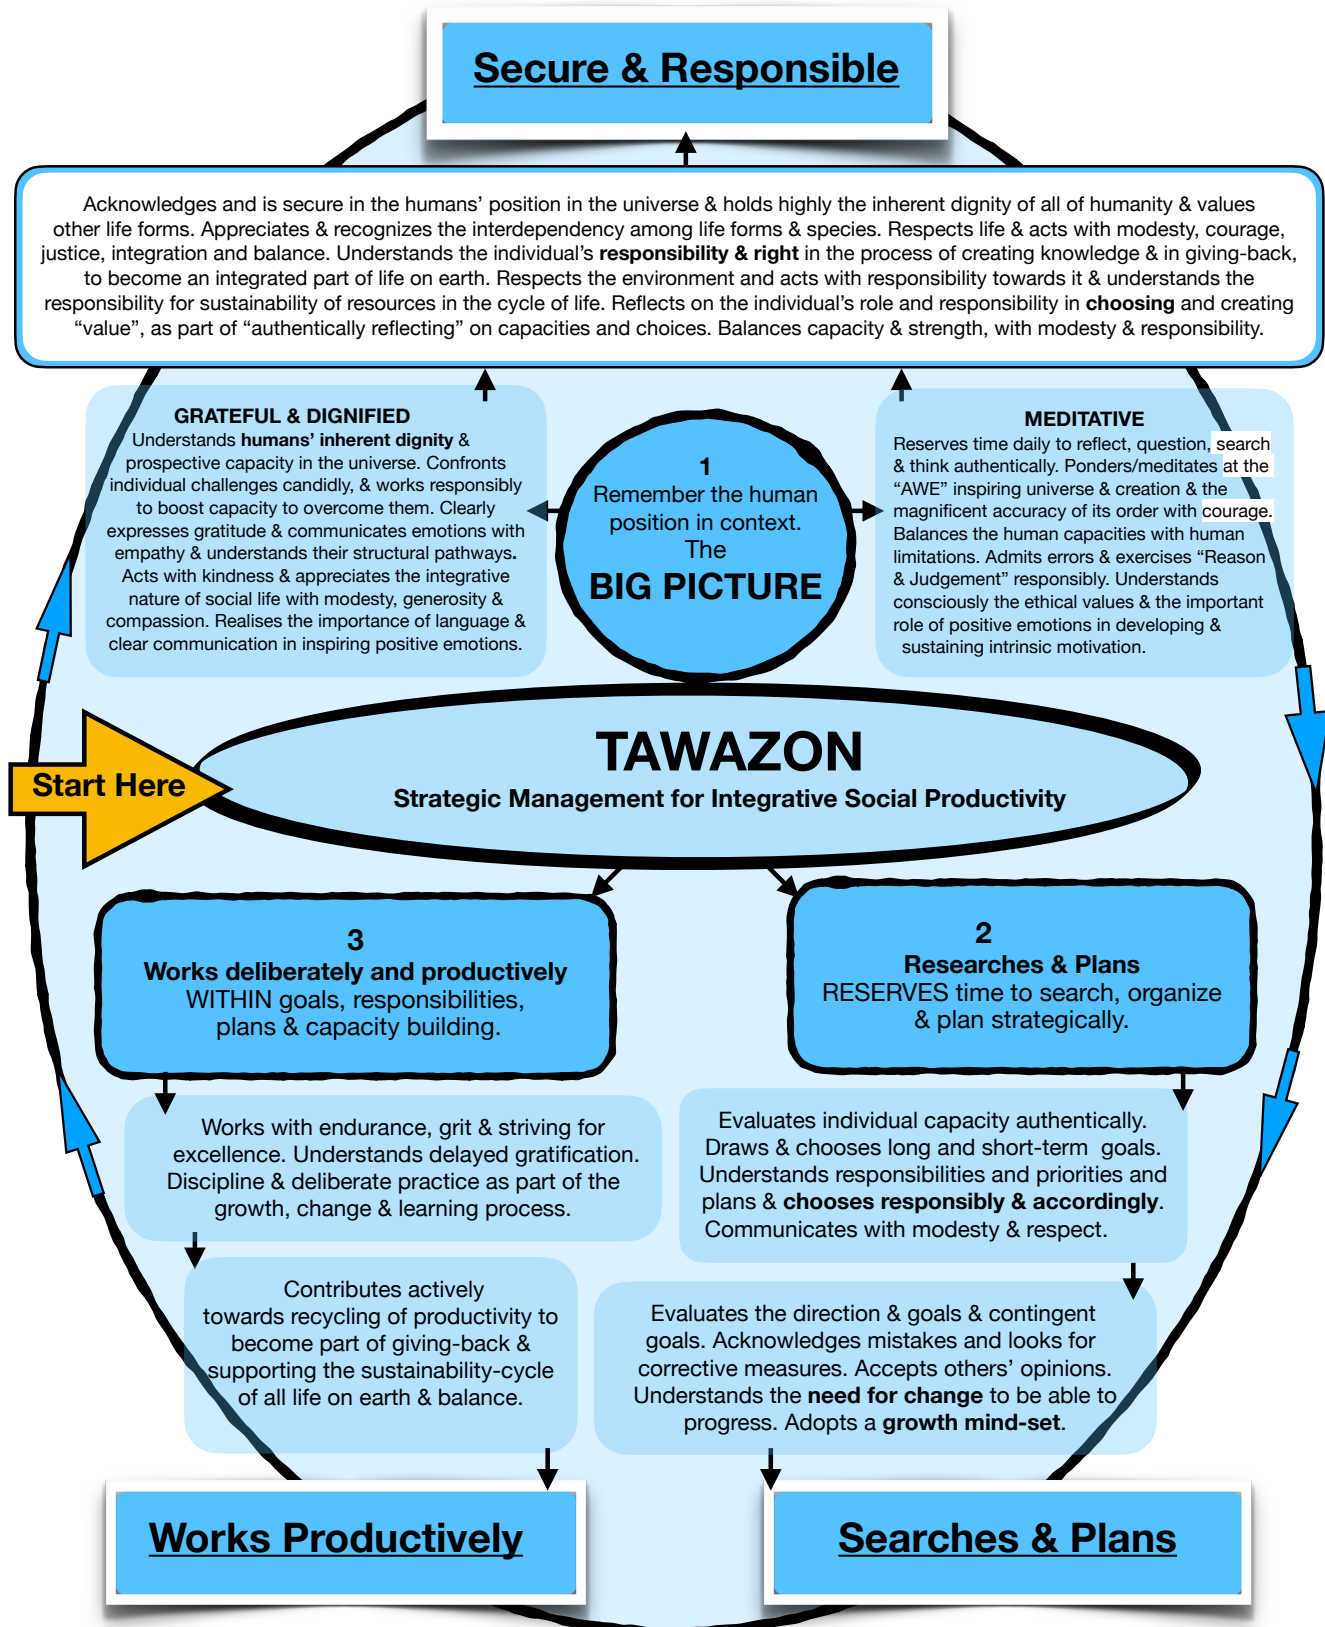 Secure & Responsible
Acknowledges and is secure in the humans’ position in the universe & holds highly the inherent dignity of all of humanity & values
other life forms. Appreciates & recognizes the interdependency among life forms & species. Respects life & acts with modesty, courage,
justice, integration and balance. Understands the individual’s responsibility & right in the process of creating knowledge & in giving-back,
to become an integrated part of life on earth. Respects the environment and acts with responsibility towards it & understands the
responsibility for sustainability of resources in the cycle of life. Reflects on the individual’s role and responsibility in choosing and creating
“value”, as part of “authentically reflecting” on capacities and choices. Balances capacity & strength, with modesty & responsibility.
GRATEFUL & DIGNIFIED
Understands humans’ inherent dignity &
prospective capacity in the universe. Confronts
individual challenges candidly, & works responsibly
to boost capacity to overcome them. Clearly
expresses gratitude & communicates emotions with
empathy & understands their structural pathways.
Acts with kindness & appreciates the integrative
nature of social life with modesty, generosity &
compassion. Realises the importance of language &
clear communication in inspiring positive emotions.
1
Remember the human
position in context.
The
BIG PICTURE
MEDITATIVE
Reserves time daily to reflect, question, search
& think authentically. Ponders/meditates at the
“AWE” inspiring universe & creation & the
magnificent accuracy of its order with courage.
Balances the human capacities with human
limitations. Admits errors & exercises “Reason
& Judgement” responsibly. Understands
consciously the ethical values & the important
role of positive emotions in developing &
sustaining intrinsic motivation.
Start Here
TAWAZON
Strategic Management for Integrative Social Productivity
3
Works deliberately and productively
WITHIN goals, responsibilities,
plans & capacity building.
2
Researches & Plans
RESERVES time to search, organize
& plan strategically.
Works with endurance, grit & striving for
excellence. Understands delayed gratification.
Discipline & deliberate practice as part of the
growth, change & learning process.
Evaluates individual capacity authentically.
Draws & chooses long and short-term goals.
Understands responsibilities and priorities and
plans & chooses responsibly & accordingly.
Communicates with modesty & respect.
Contributes actively
towards recycling of productivity to
become part of giving-back &
supporting the sustainability-cycle
of all life on earth & balance.
Evaluates the direction & goals & contingent
goals. Acknowledges mistakes and looks for
corrective measures. Accepts others’ opinions.
Understands the need for change to be able to
progress. Adopts a growth mind-set.
Works Productively
Searches & Plans